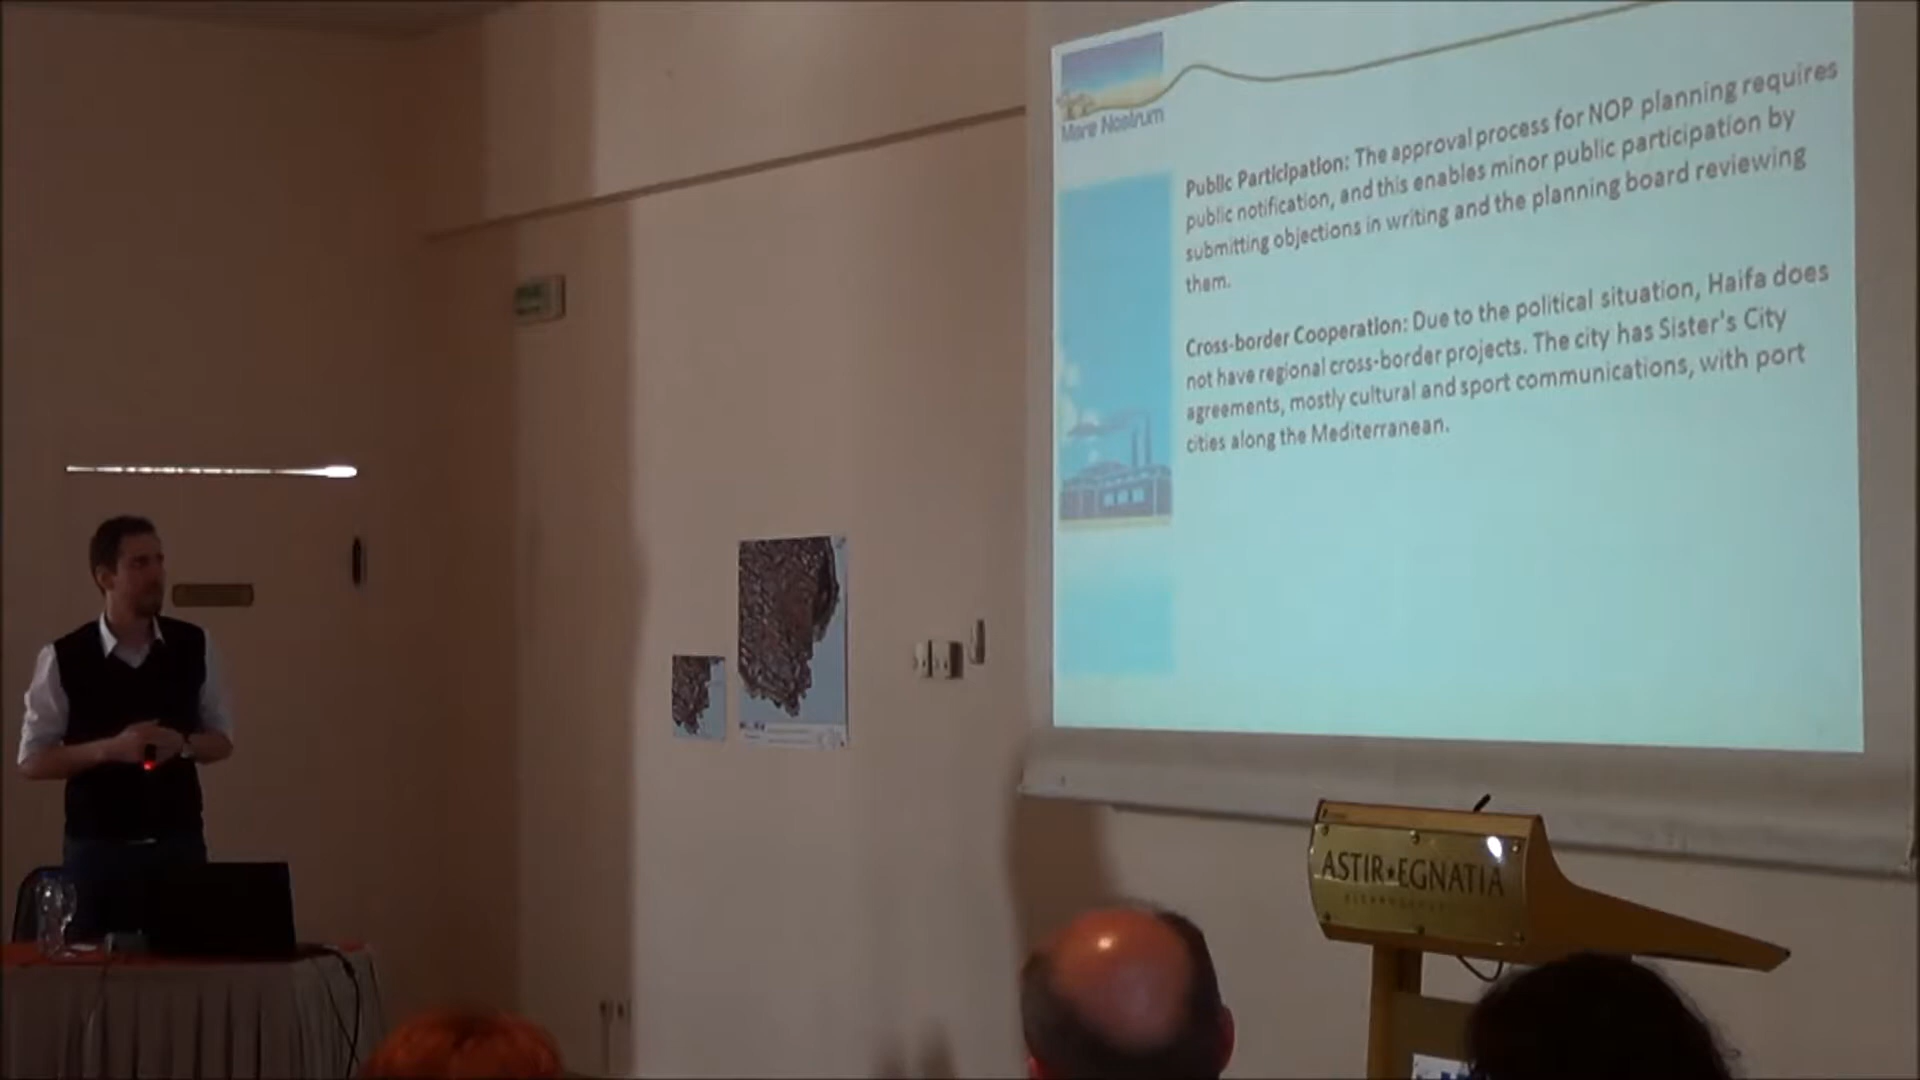 Mare Nostrum
Public Participation: The approval process for NOP planning requires
public notification, and this enables minor public participation by
submitting objections in writing and the planning board reviewing
them.
Cross-border Cooperation: Due to the political situation, Haifa does
not have regional cross-border projects. The city has Sister's City
agreements, mostly cultural and sport communications, with port
cities along the Mediterranean.
ASTIR★EGNATIA